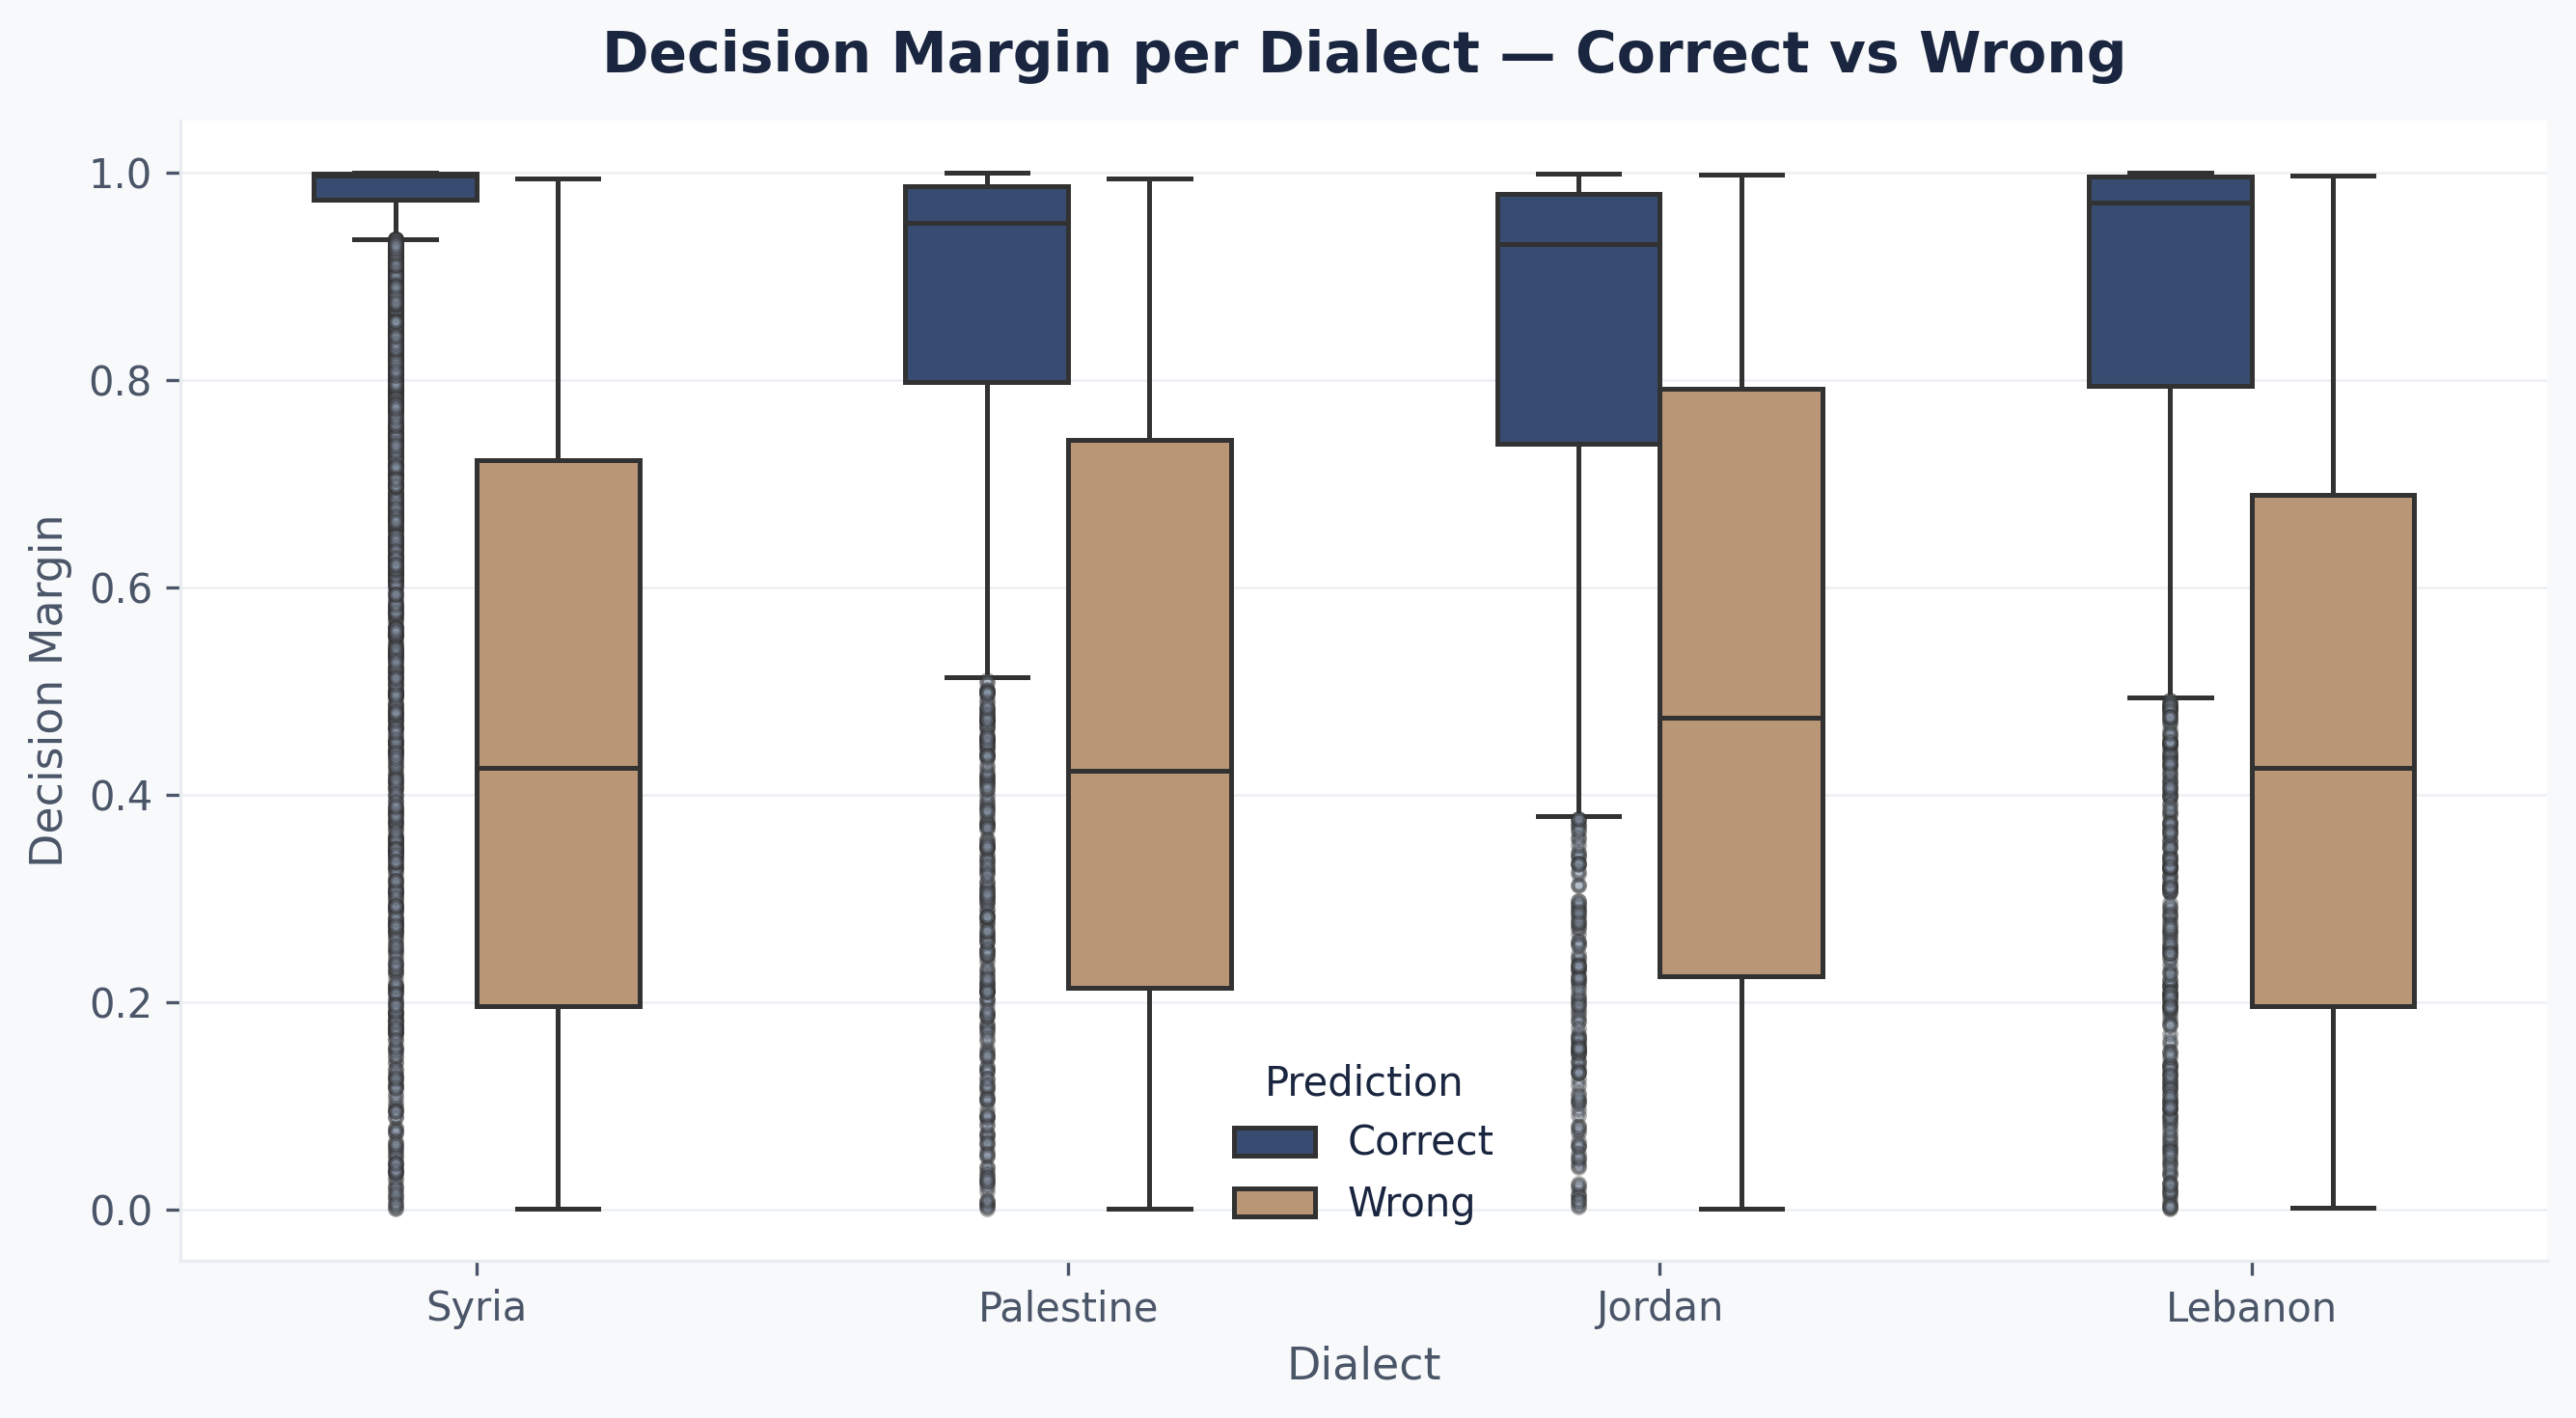 Decision Margin per Dialect — Correct vs Wrong
Decision Margin
1.0
0.8
0.6
0.4
0.2
0.0
Prediction
Correct
Wrong
Syria
Palestine
Jordan
Lebanon
Dialect